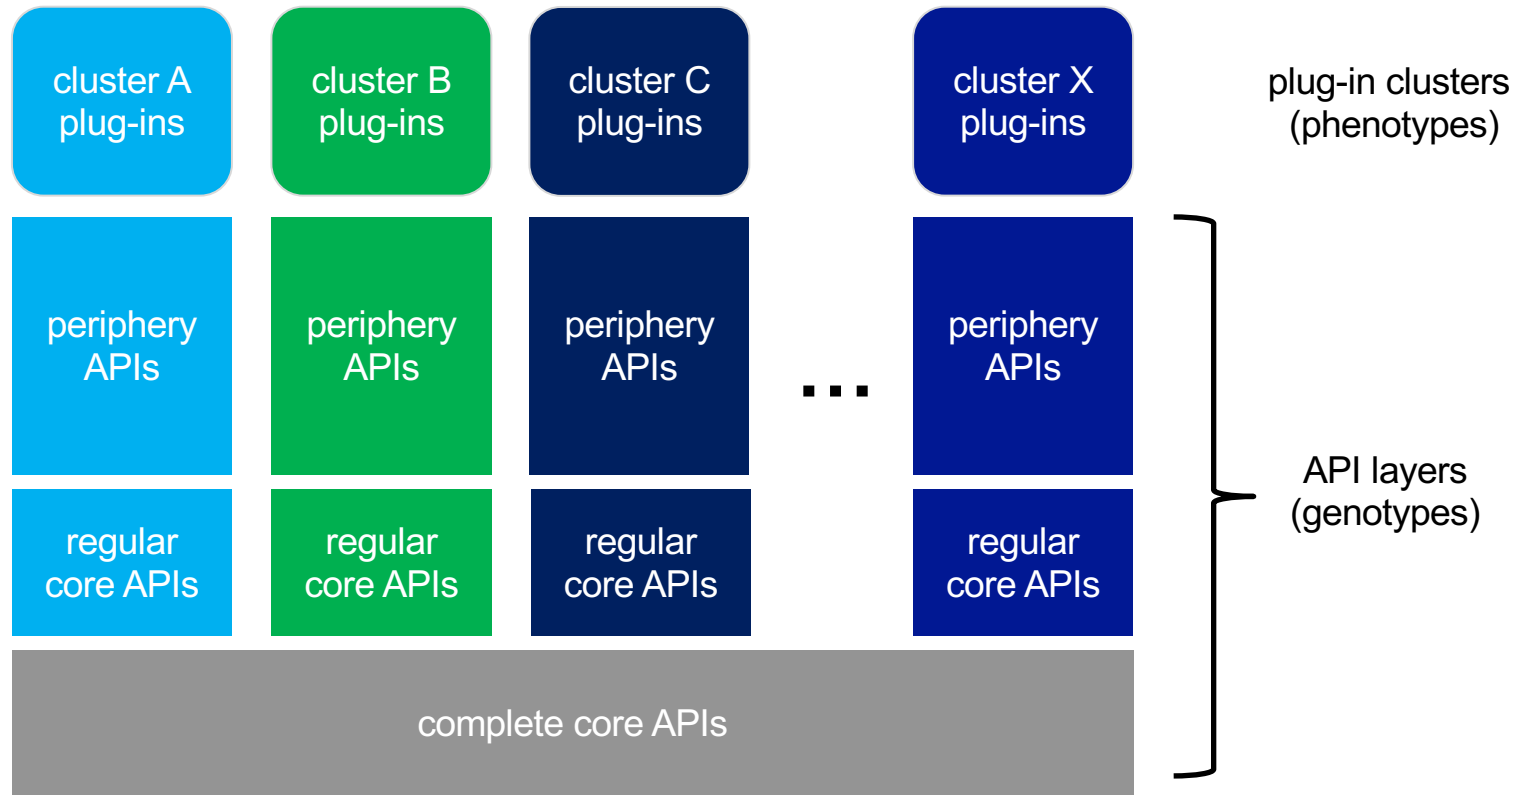 cluster A
plug-ins
cluster B
plug-ins
cluster C
plug-ins
cluster X
plug-ins
plug-in clusters
(phenotypes)
periphery
APIs
periphery
APIs
periphery
APIs
...
periphery
APIs
API layers
(genotypes)
regular
core APIs
regular
core APIs
regular
core APIs
regular
core APIs
complete core APIs